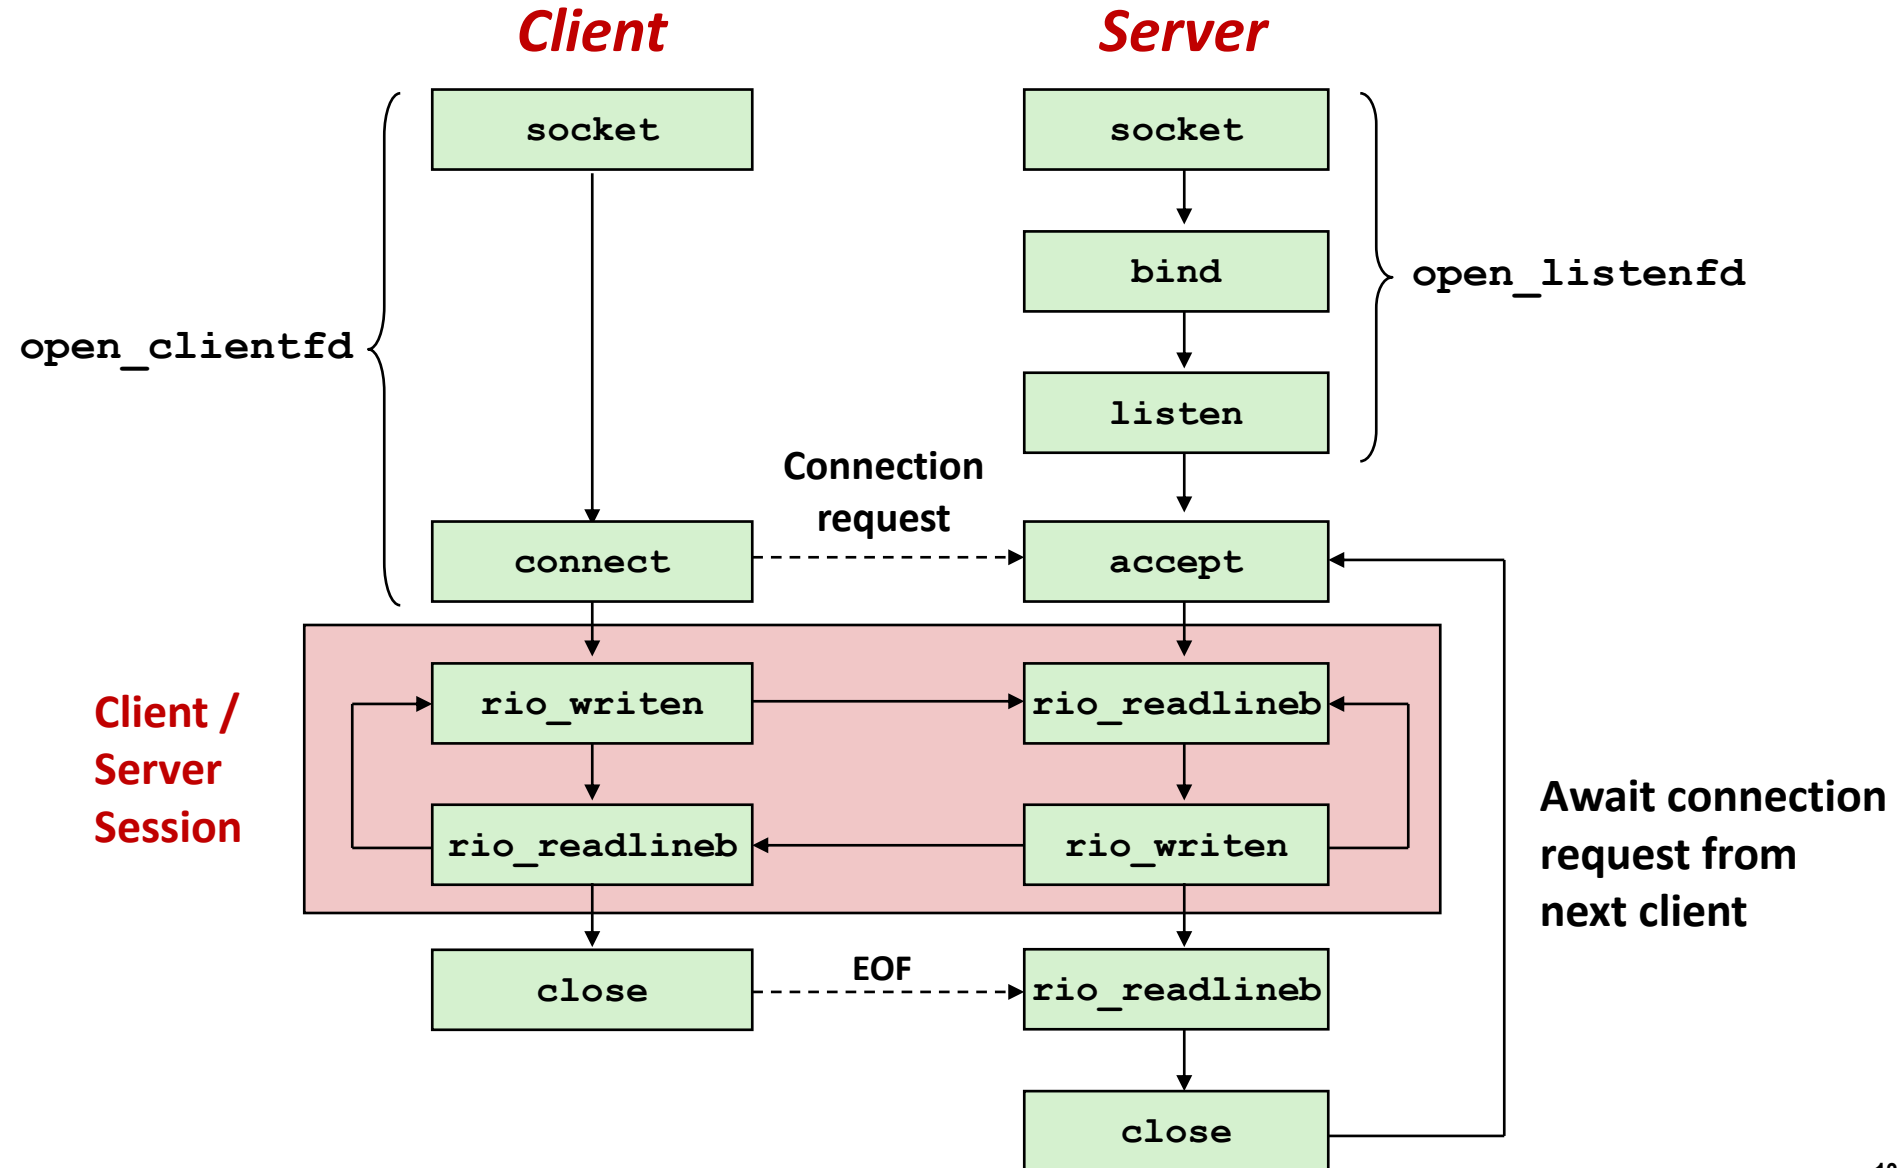 Client
Server
socket
socket
bind
open_listenfd
open_clientfd
listen
Connection
request
connect
accept
Client /
Server
Session
rio_writen
rio_readlineb
rio_readlineb
rio_writen
Await connection
request from
next client
close
EOF
rio_readlineb
close